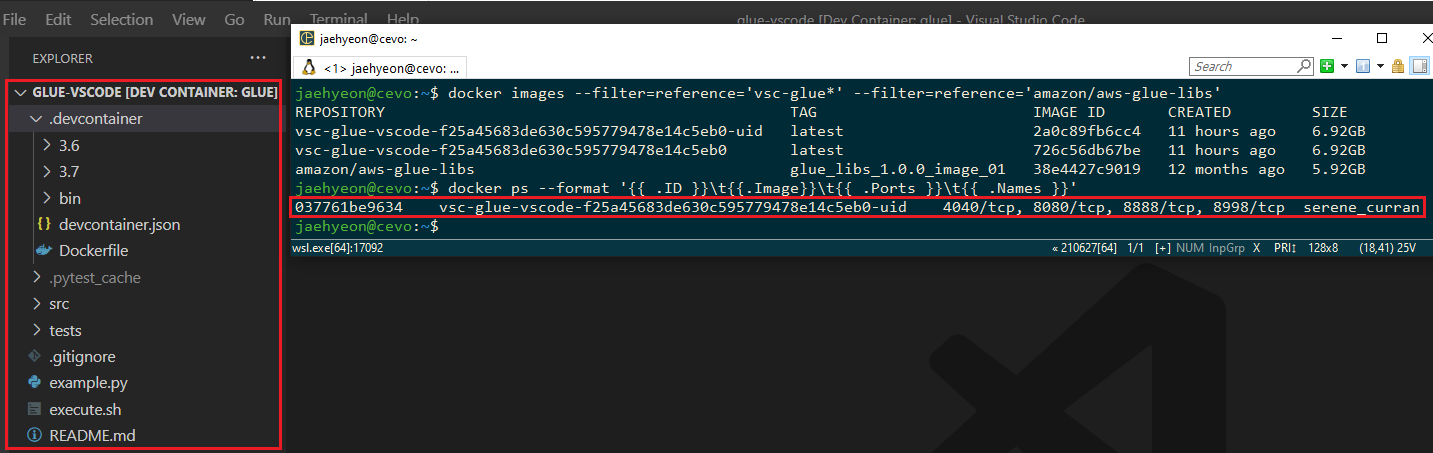 File Edit Selection View Go Run Terminal Help glue-vscode [Dev Container: glue] - Visual Studio Code
EXPLORER ...
GLUE-VSCODE [DEV CONTAINER: GLUE]
.devcontainer
3.6
3.7
bin
devcontainer.json
Dockerfile
.pytest_cache
src
tests
.gitignore
example.py
execute.sh
README.md
jaehyeon@cevo: ~
<1> jaehyeon@cevo: ... Search
jaehyeon@cevo:~$ docker images --filter=reference='vsc-glue*' --filter=reference='amazon/aws-glue-libs'
REPOSITORY TAG IMAGE ID CREATED SIZE
vsc-glue-vscode-f25a45683de630c595779478e14c5eb0-uid latest 2a0c89fb6cc4 11 hours ago 6.92GB
vsc-glue-vscode-f25a45683de630c595779478e14c5eb0 latest 726c56db67be 11 hours ago 6.92GB
amazon/aws-glue-libs glue_libs_1.0.0_image_01 38e4427c9019 12 months ago 5.92GB
jaehyeon@cevo:~$ docker ps --format '{{ .ID }}\t{{.Image}}\t{{ .Ports }}\t{{ .Names }}'
037761be9634 vsc-glue-vscode-f25a45683de630c595779478e14c5eb0-uid 4040/tcp, 8080/tcp, 8888/tcp, 8998/tcp serene_curran
jaehyeon@cevo:~$
wsl.exe[64]:17092 « 210627[64] 1/1 [+] NUM InpGrp X PRI↕ 128x8 (18,41) 25V